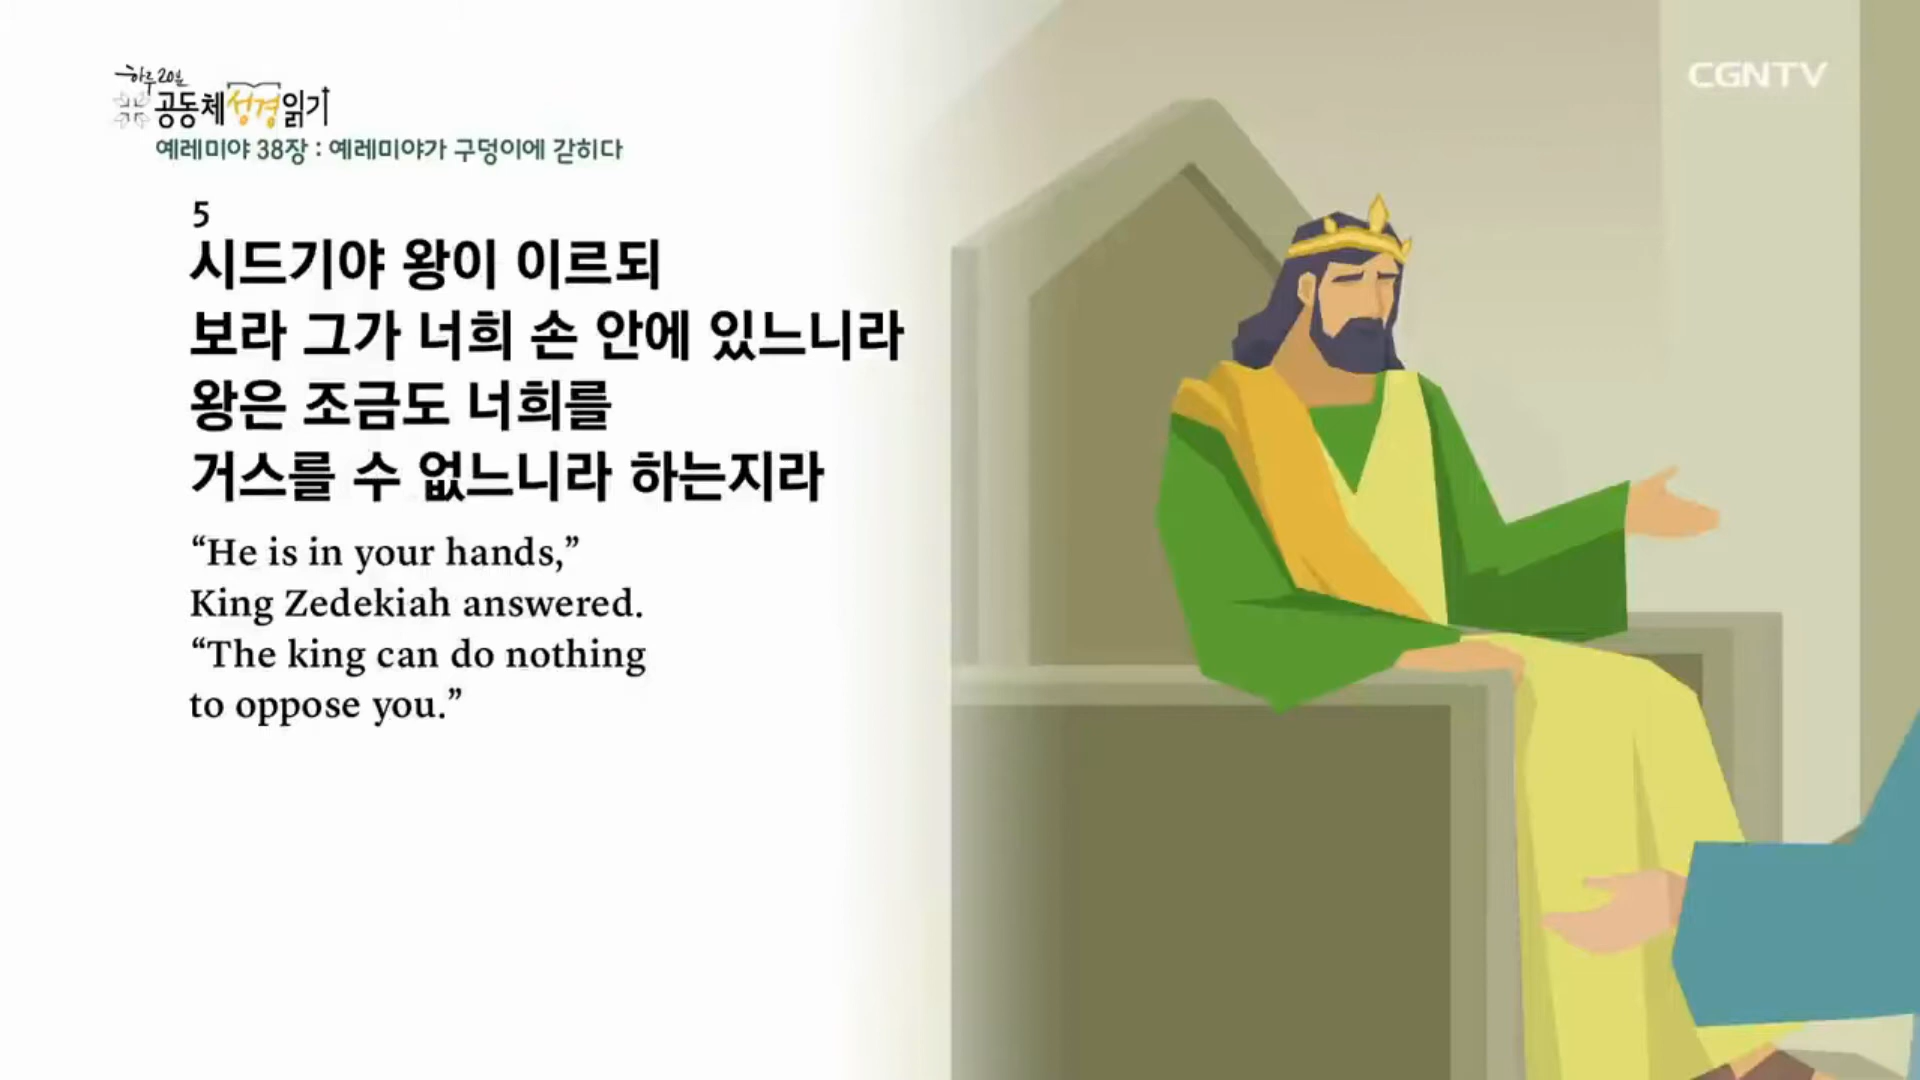 하루20분
공동체성경읽기
CGNTV
예레미야 38장 : 예레미야가 구덩이에 갇히다
5
시드기야 왕이 이르되
보라 그가 너희 손 안에 있느니라
왕은 조금도 너희를
거스를 수 없느니라 하는지라
“He is in your hands,”
King Zedekiah answered.
“The king can do nothing
to oppose you.”